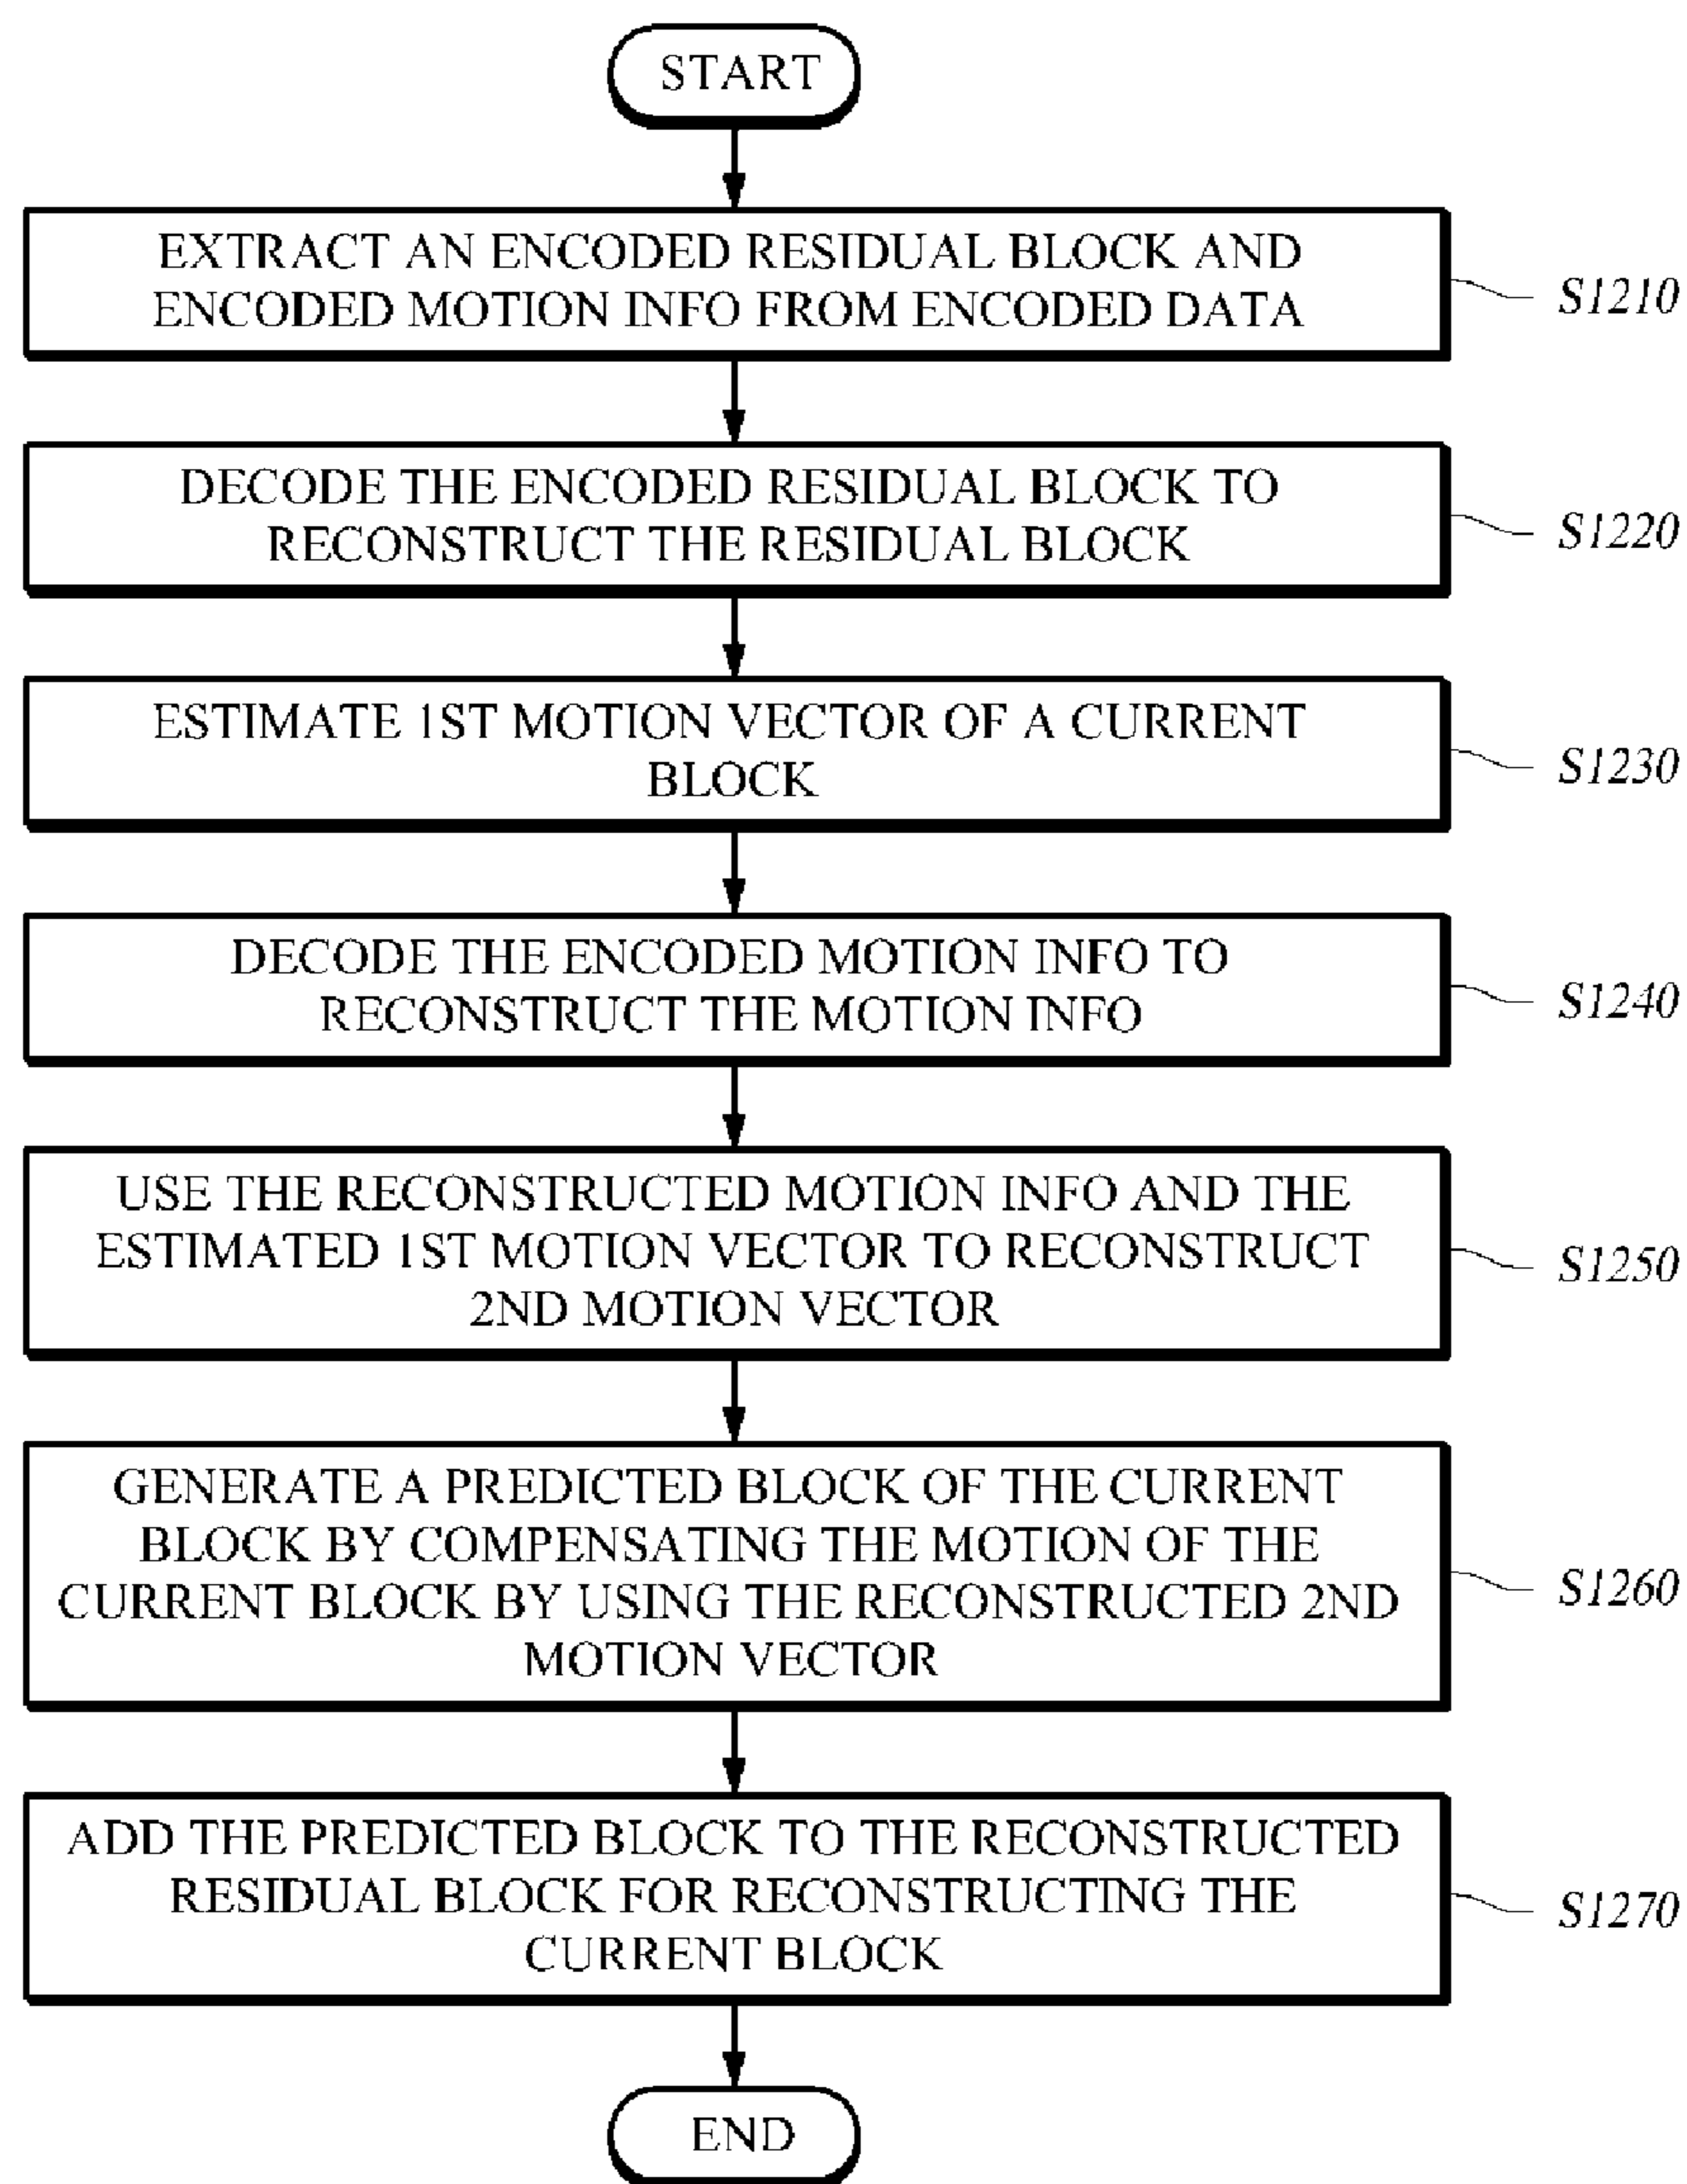 START
EXTRACT AN ENCODED RESIDUAL BLOCK AND
ENCODED MOTION INFO FROM ENCODED DATA
S1210
DECODE THE ENCODED RESIDUAL BLOCK TO
RECONSTRUCT THE RESIDUAL BLOCK
S1220
ESTIMATE 1ST MOTION VECTOR OF A CURRENT
BLOCK
S1230
DECODE THE ENCODED MOTION INFO TO
RECONSTRUCT THE MOTION INFO
S1240
USE THE RECONSTRUCTED MOTION INFO AND THE
ESTIMATED 1ST MOTION VECTOR TO RECONSTRUCT
2ND MOTION VECTOR
S1250
GENERATE A PREDICTED BLOCK OF THE CURRENT
BLOCK BY COMPENSATING THE MOTION OF THE
CURRENT BLOCK BY USING THE RECONSTRUCTED 2ND
MOTION VECTOR
S1260
ADD THE PREDICTED BLOCK TO THE RECONSTRUCTED
RESIDUAL BLOCK FOR RECONSTRUCTING THE
CURRENT BLOCK
S1270
END